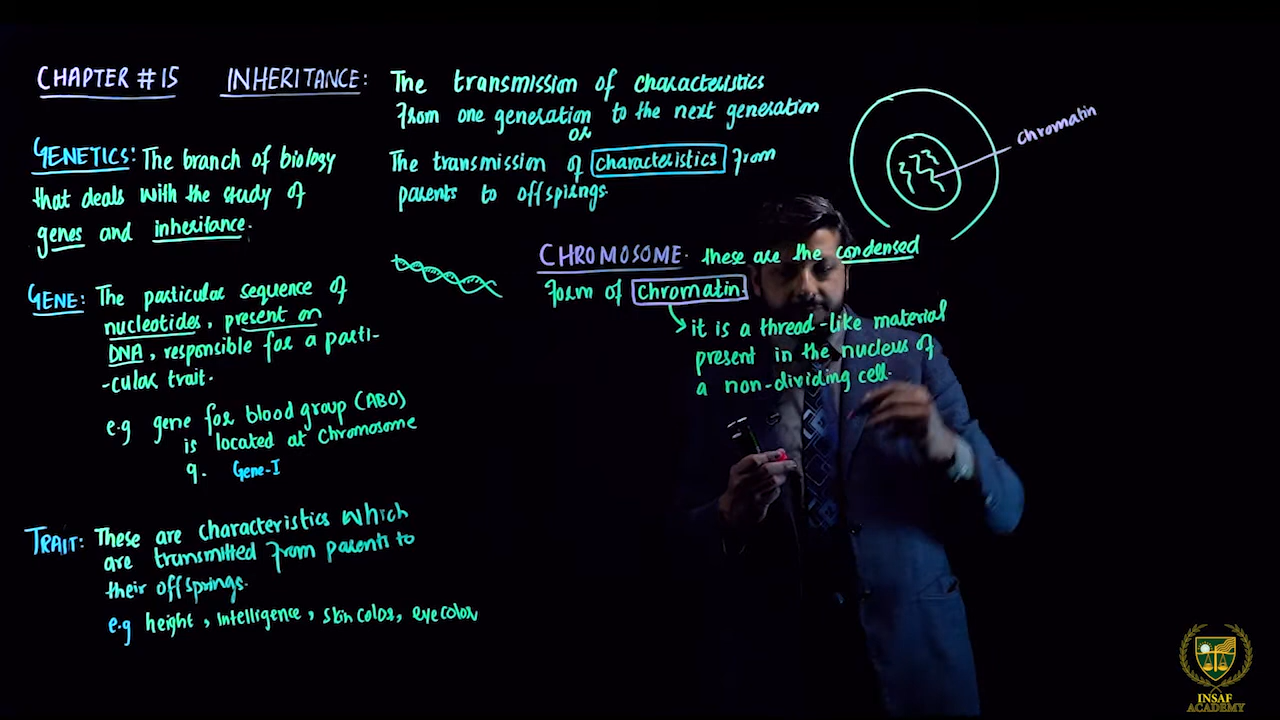 CHAPTER #15 INHERITANCE: The transmission of characteristics
from one generation to the next generation
OR
The transmission of characteristics from
parents to offsprings.
GENETICS: The branch of biology
that deals with the study of
genes and inheritance.
GENE: The particular sequence of
nucleotides, present on
DNA, responsible for a parti-
-cular trait.
e.g gene for blood group (ABO)
is located at chromosome
9. Gene-I
TRAIT: These are characteristics which
are transmitted from parents to
their offsprings.
e.g height, intelligence, skin color, eye color
CHROMOSOME. these are the condensed
form of chromatin
it is a thread-like material
present in the nucleus of
a non-dividing cell.
chromatin
INSAF
ACADEMY